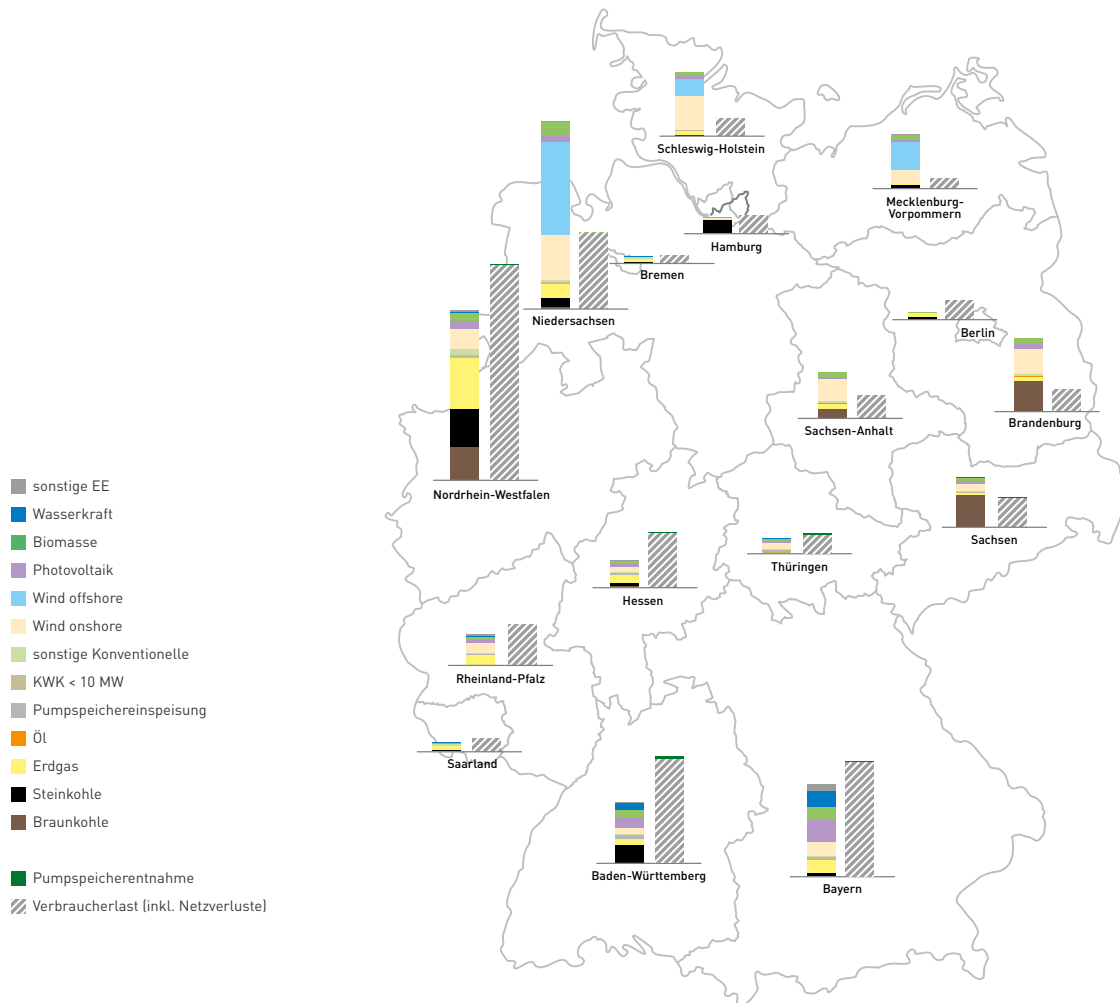 Schleswig-Holstein
Mecklenburg-
Vorpommern
Hamburg
Bremen
Niedersachsen
Berlin
Brandenburg
Sachsen-Anhalt
Nordrhein-Westfalen
Sachsen
Thüringen
Hessen
Rheinland-Pfalz
Saarland
Baden-Württemberg
Bayern
sonstige EE
Wasserkraft
Biomasse
Photovoltaik
Wind offshore
Wind onshore
sonstige Konventionelle
KWK < 10 MW
Pumpspeichereinspeisung
Öl
Erdgas
Steinkohle
Braunkohle
Pumpspeicherentnahme
Verbraucherlast (inkl. Netzverluste)